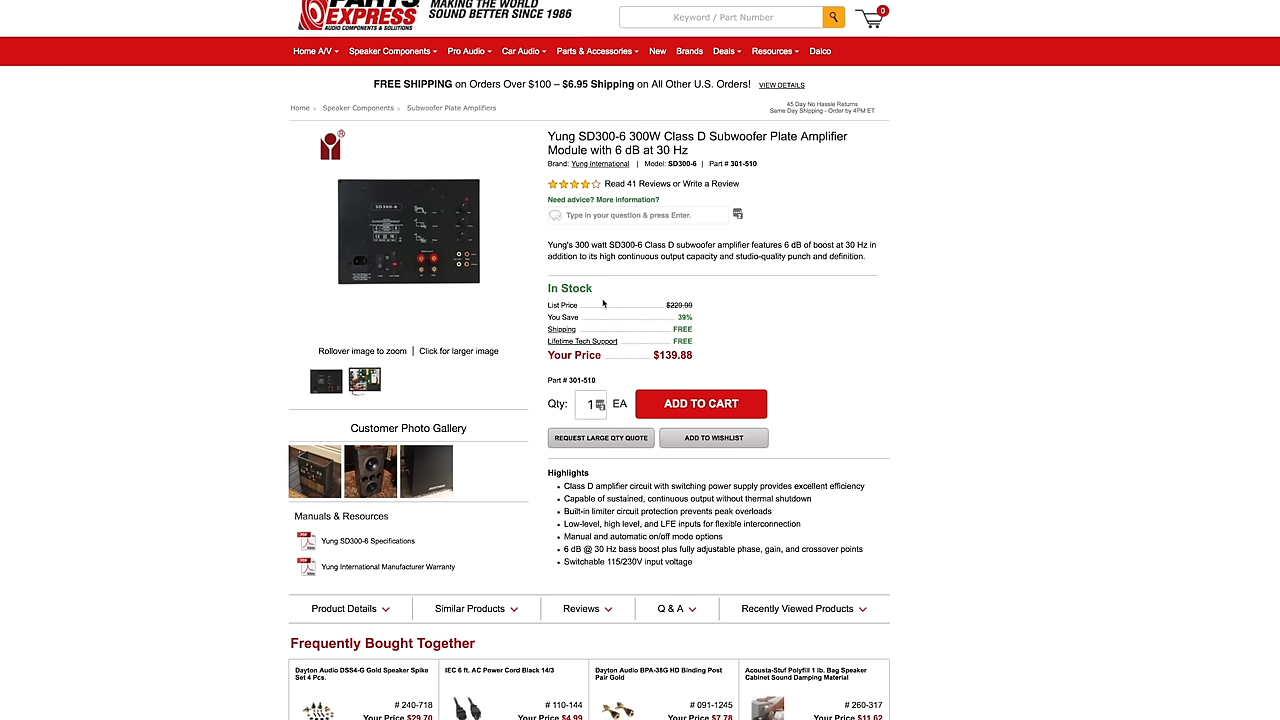 PARTS
EXPRESS
AUDIO COMPONENTS & SOLUTIONS
MAKING THE WORLD
SOUND BETTER SINCE 1986
Keyword / Part Number
0
Home A/V
Speaker Components
Pro Audio
Car Audio
Parts & Accessories
New
Brands
Deals
Resources
Dalco
FREE SHIPPING on Orders Over $100 – $6.95 Shipping on All Other U.S. Orders! VIEW DETAILS
Home
Speaker Components
Subwoofer Plate Amplifiers
45 Day No Hassle Returns
Same Day Shipping - Order by 4PM ET
Yung SD300-6 300W Class D Subwoofer Plate Amplifier
Module with 6 dB at 30 Hz
Brand: Yung International | Model: SD300-6 | Part # 301-510
Read 41 Reviews or Write a Review
Need advice? More information?
Type in your question & press Enter.
Yung's 300 watt SD300-6 Class D subwoofer amplifier features 6 dB of boost at 30 Hz in
addition to its high continuous output capacity and studio-quality punch and definition.
SD300-6
Rollover image to zoom | Click for larger image
In Stock
List Price $229.99
You Save 39%
Shipping FREE
Lifetime Tech Support FREE
Your Price $139.88
Part # 301-510
Qty: 1 EA
ADD TO CART
REQUEST LARGE QTY QUOTE
ADD TO WISHLIST
Customer Photo Gallery
Manuals & Resources
Yung SD300-6 Specifications
Yung International Manufacturer Warranty
Highlights
Class D amplifier circuit with switching power supply provides excellent efficiency
Capable of sustained, continuous output without thermal shutdown
Built-in limiter circuit protection prevents peak overloads
Low-level, high level, and LFE inputs for flexible interconnection
Manual and automatic on/off mode options
6 dB @ 30 Hz bass boost plus fully adjustable phase, gain, and crossover points
Switchable 115/230V input voltage
Product Details
Similar Products
Reviews
Q & A
Recently Viewed Products
Frequently Bought Together
Dayton Audio DSS4-G Gold Speaker Spike
Set 4 Pcs.
# 240-718
Your Price $29.70
IEC 6 ft. AC Power Cord Black 14/3
# 110-144
Your Price $4.99
Dayton Audio BPA-38G HD Binding Post
Pair Gold
# 091-1245
Your Price $7.78
Acousta-Stuf Polyfill 1 lb. Bag Speaker
Cabinet Sound Damping Material
# 260-317
Your Price $11.62